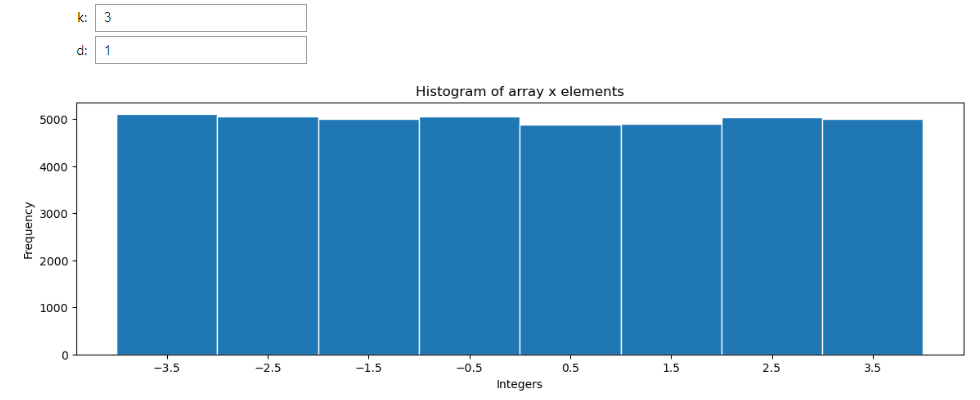 k: 3
d: 1
Histogram of array x elements
5000
4000
3000
2000
1000
0
Frequency
−3.5 −2.5 −1.5 −0.5 0.5 1.5 2.5 3.5
Integers